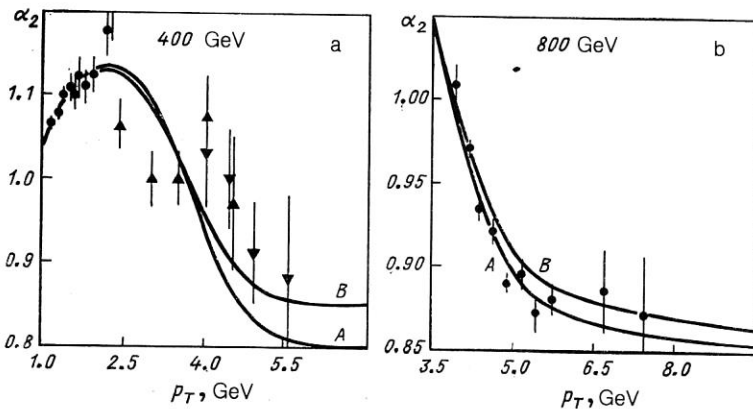 α₂
400 GeV
a
1.1
1.0
0.9
0.8
B
A
1.0
2.5
4.0
5.5
p_T, GeV
α₂
800 GeV
b
1.00
0.95
0.90
0.85
A
B
3.5
5.0
6.5
8.0
p_T, GeV